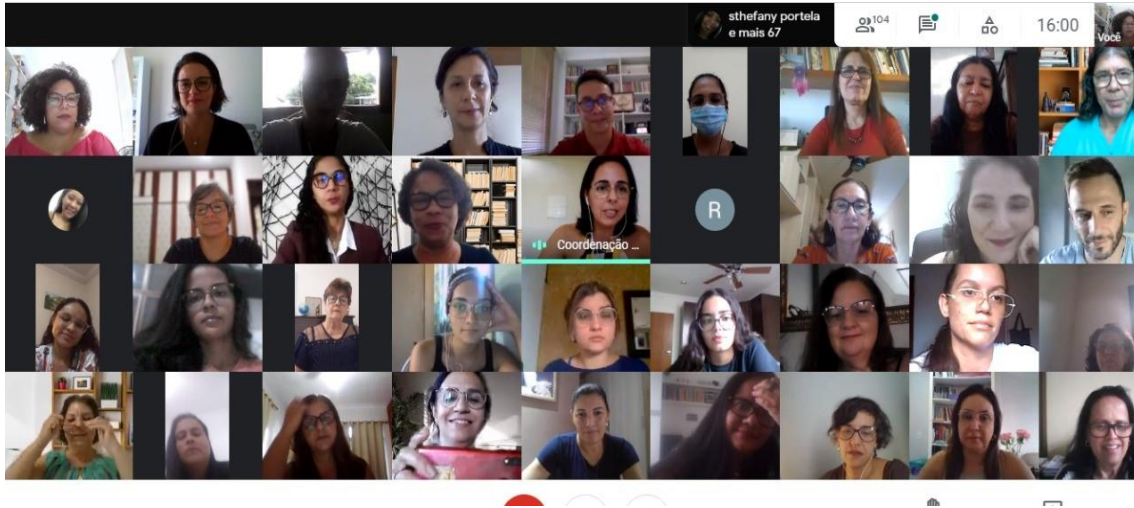 sthefany portela
e mais 67
104
16:00
Você
R
Coordenação ...